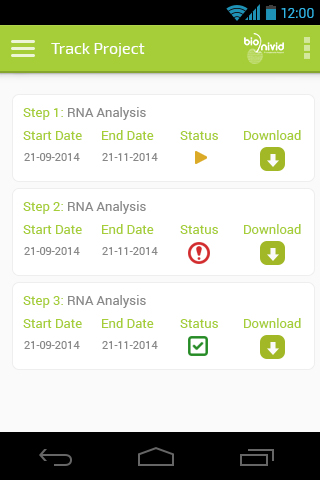 12:00
Track Project
bionivid
Step 1: RNA Analysis
Start Date End Date Status Download
21-09-2014 21-11-2014
Step 2: RNA Analysis
Start Date End Date Status Download
21-09-2014 21-11-2014
Step 3: RNA Analysis
Start Date End Date Status Download
21-09-2014 21-11-2014